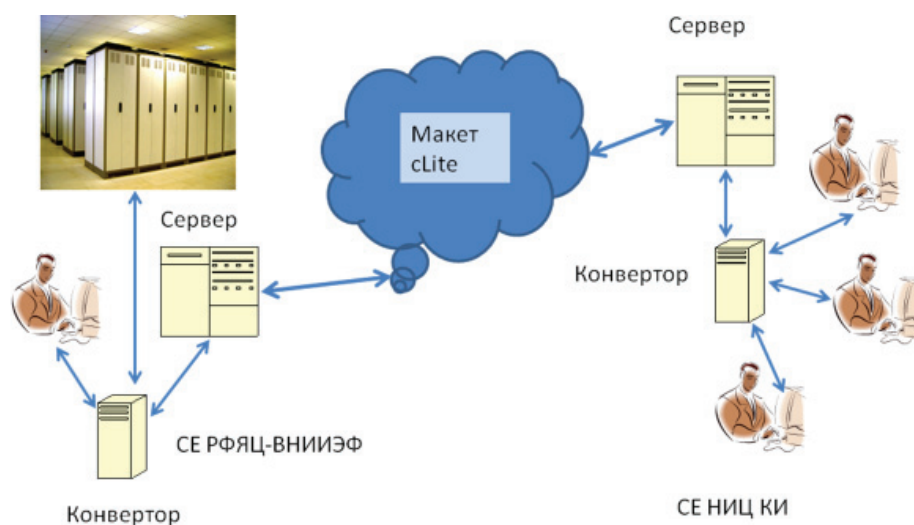 Сервер
Макет
cLite
Сервер
Конвертор
СЕ РФЯЦ-ВНИИЭФ
Конвертор
СЕ НИЦ КИ